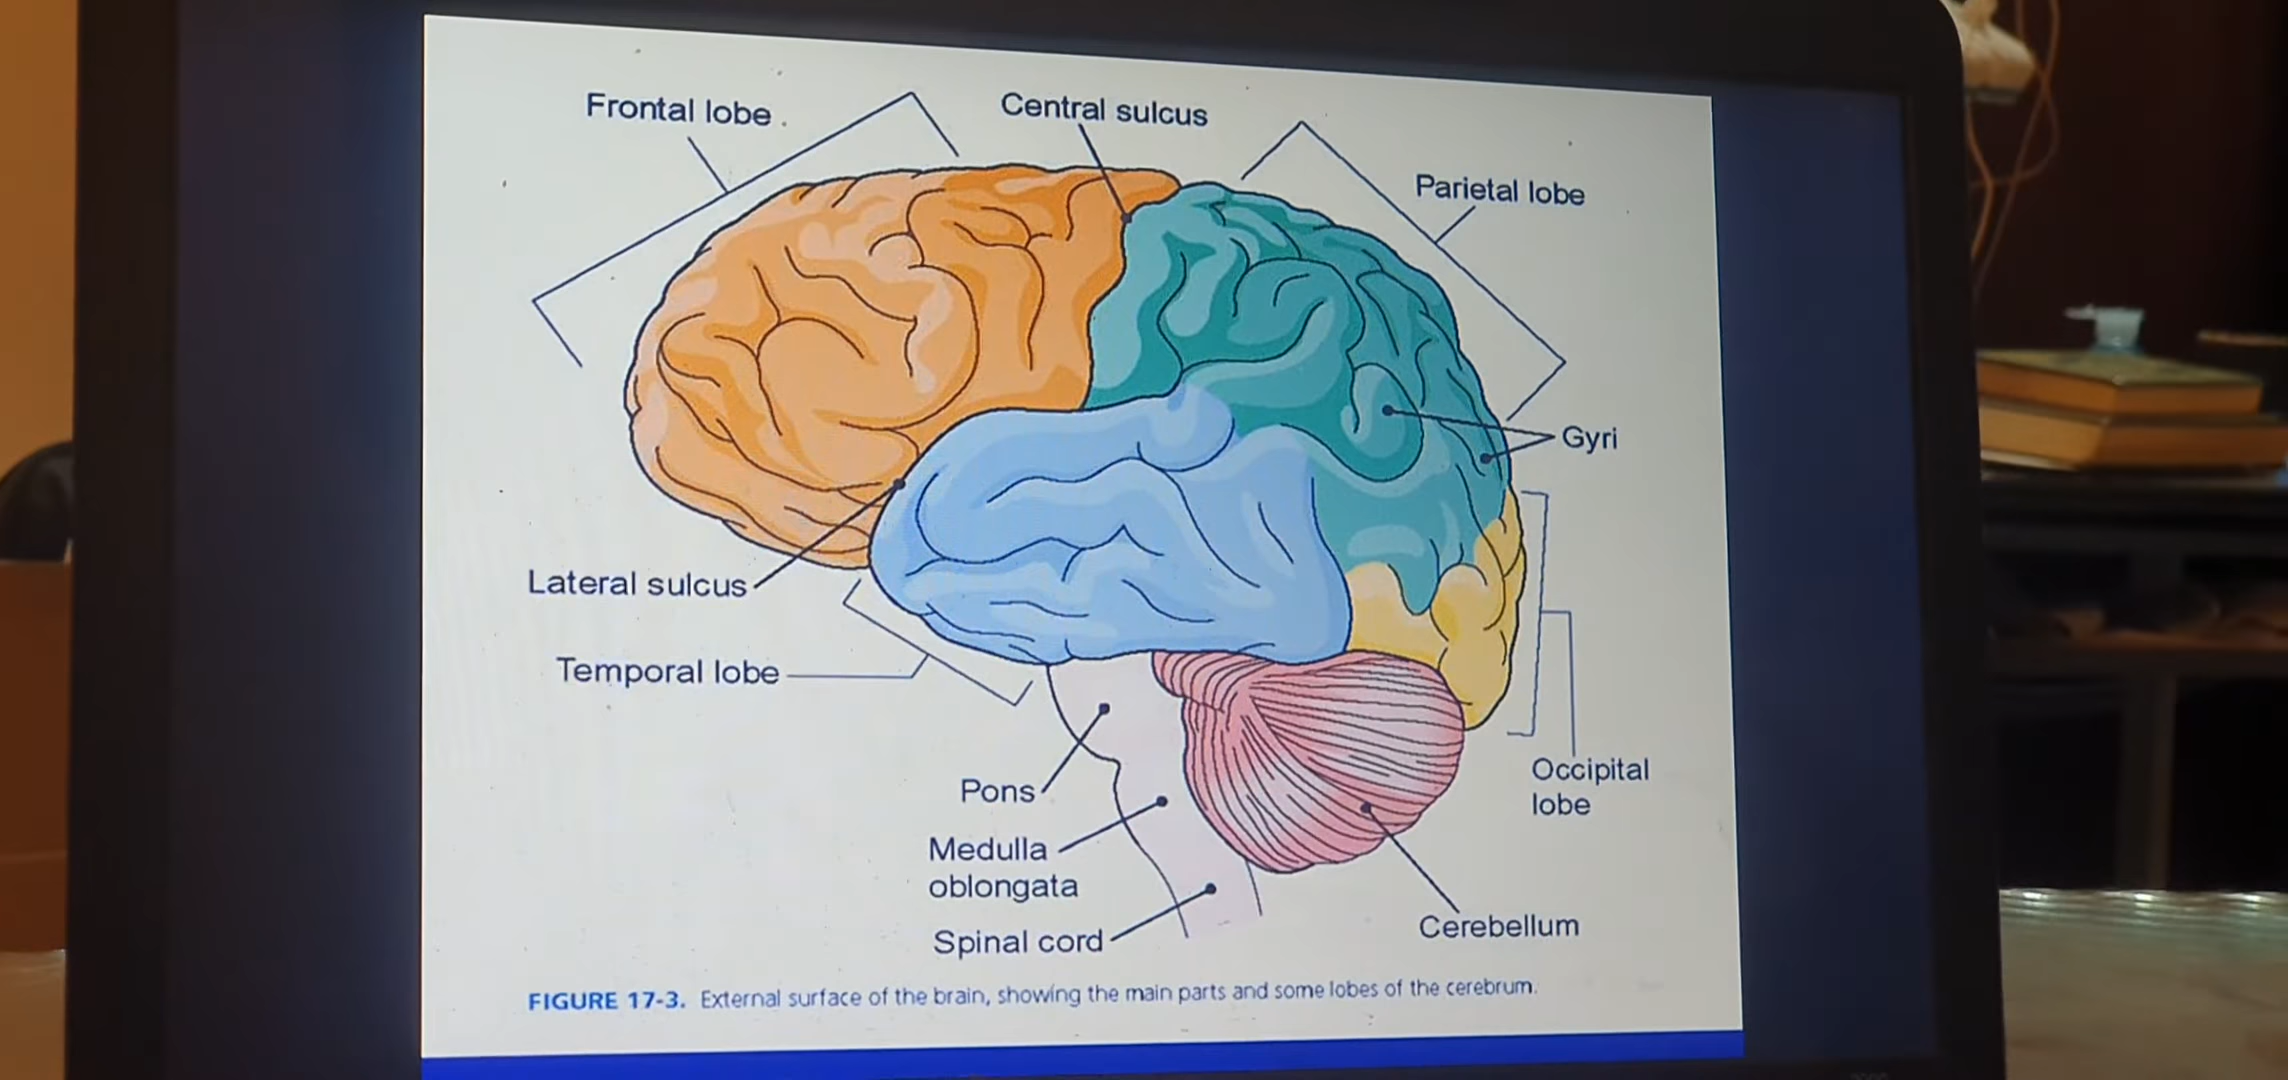 Frontal lobe
Central sulcus
Parietal lobe
Gyri
Lateral sulcus
Temporal lobe
Pons
Occipital
lobe
Medulla
oblongata
Cerebellum
Spinal cord
FIGURE 17-3. External surface of the brain, showing the main parts and some lobes of the cerebrum.